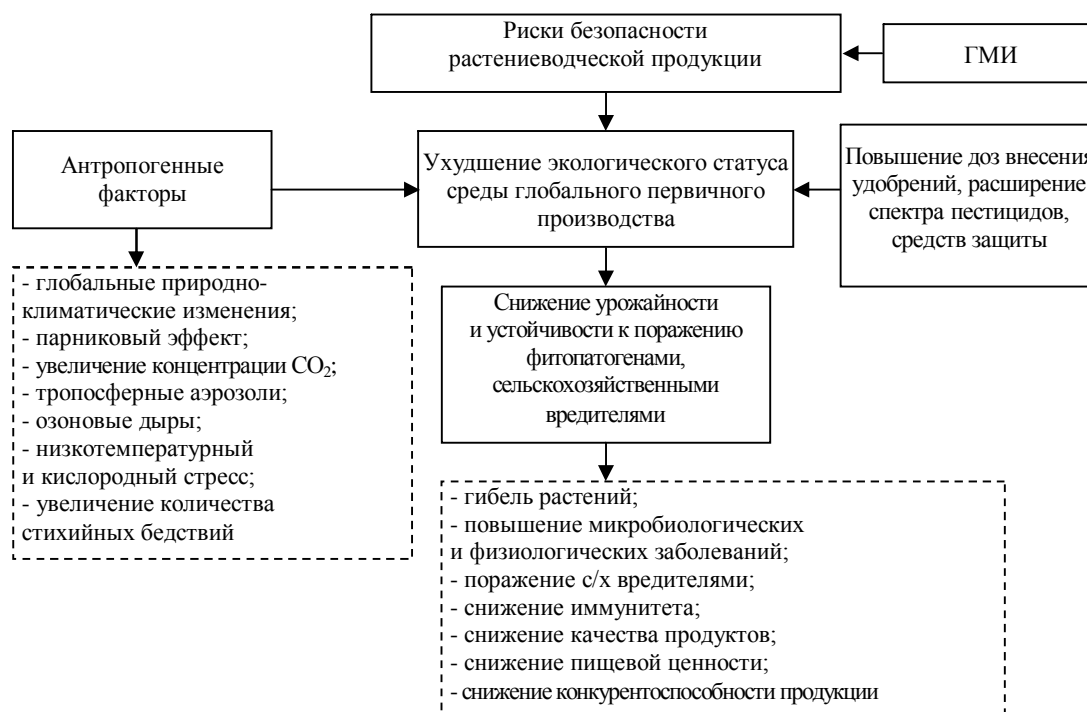 Риски безопасности
растениеводческой продукции
ГМИ
Антропогенные
факторы
Ухудшение экологического статуса
среды глобального первичного
производства
Повышение доз внесения
удобрений, расширение
спектра пестицидов,
средств защиты
- глобальные природно-
климатические изменения;
- парниковый эффект;
- увеличение концентрации CO₂;
- тропосферные аэрозоли;
- озоновые дыры;
- низкотемпературный
и кислородный стресс;
- увеличение количества
стихийных бедствий
Снижение урожайности
и устойчивости к поражению
фитопатогенами,
сельскохозяйственными
вредителями
- гибель растений;
- повышение микробиологических
и физиологических заболеваний;
- поражение с/х вредителями;
- снижение иммунитета;
- снижение качества продуктов;
- снижение пищевой ценности;
- снижение конкурентоспособности продукции